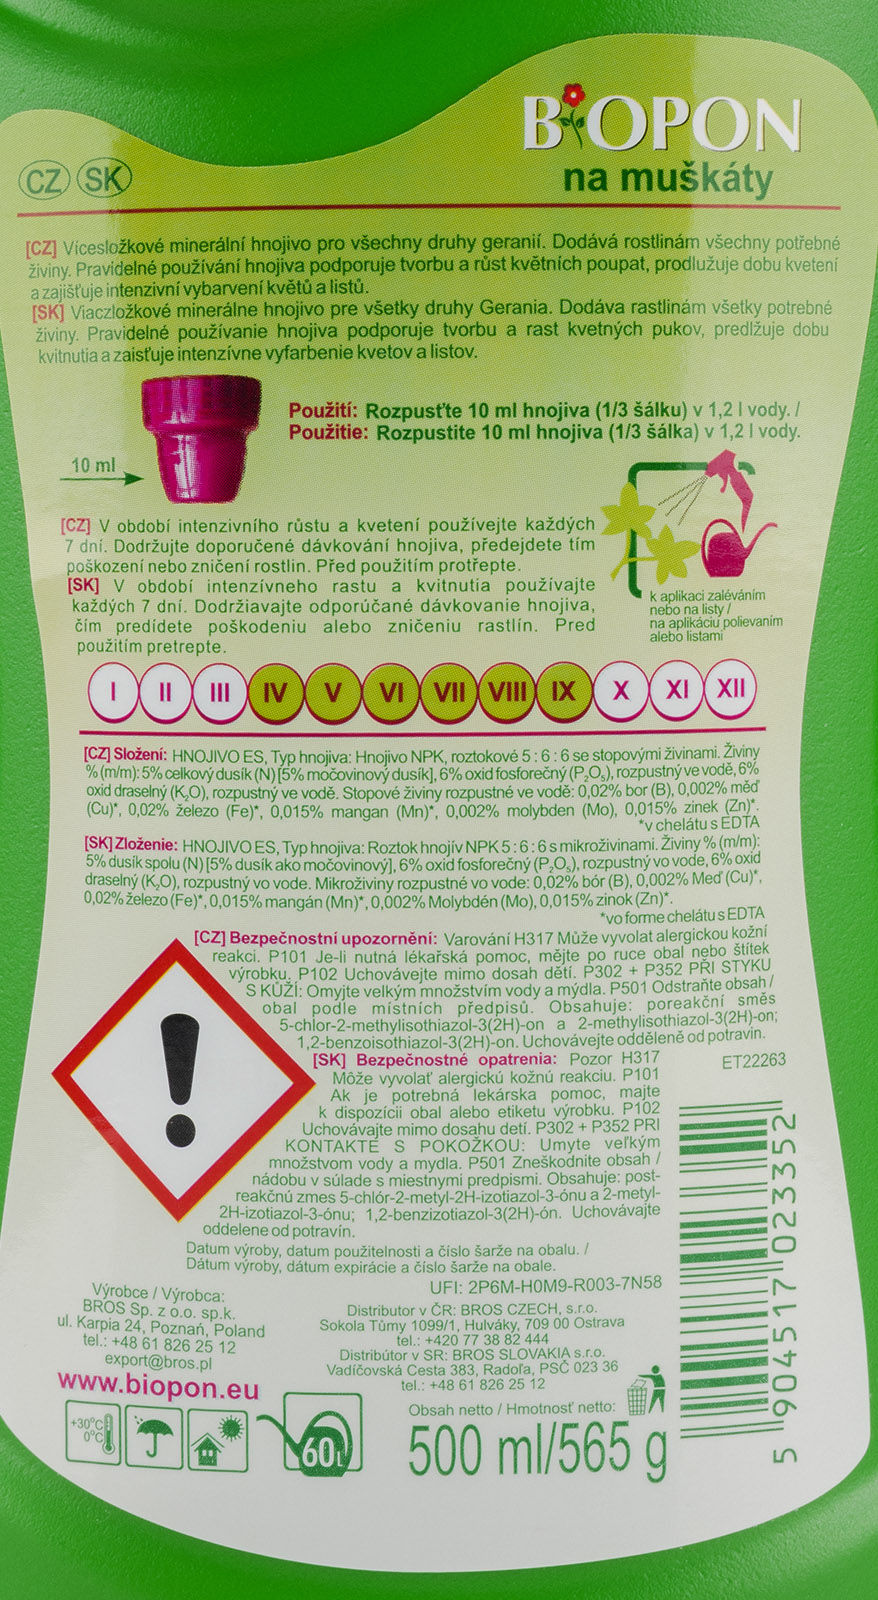 BIOPON
na muškáty
CZ SK
[CZ] Vícesložkové minerální hnojivo pro všechny druhy geranií. Dodává rostlinám všechny potřebné
živiny. Pravidelné používání hnojiva podporuje tvorbu a růst květních poupat, prodlužuje dobu kvetení
a zajišťuje intenzivní vybarvení květů a listů.
[SK] Viaczložkové minerálne hnojivo pre všetky druhy Gerania. Dodáva rastlinám všetky potrebné
živiny. Pravidelné používanie hnojiva podporuje tvorbu a rast kvetných pukov, predlžuje dobu
kvitnutia a zaisťuje intenzívne vyfarbenie kvetov a listov.
Použití: Rozpusťte 10 ml hnojiva (1/3 šálku) v 1,2 l vody. /
Použitie: Rozpustite 10 ml hnojiva (1/3 šálka) v 1,2 l vody.
10 ml
[CZ] V období intenzivního růstu a kvetení používejte každých
7 dní. Dodržujte doporučené dávkování hnojiva, předejdete tím
poškození nebo zničení rostlin. Před použitím protřepte.
[SK] V období intenzívneho rastu a kvitnutia používajte
každých 7 dní. Dodržiavajte odporúčané dávkovanie hnojiva,
čím predídete poškodeniu alebo zničeniu rastlín. Pred
použitím pretrepte.
k aplikaci zaléváním
nebo na listy /
na aplikáciu polievaním
alebo listami
I II III IV V VI VII VIII IX X XI XII
[CZ] Složení: HNOJIVO ES, Typ hnojiva: Hnojivo NPK, roztokové 5 : 6 : 6 se stopovými živinami. Živiny
% (m/m): 5% celkový dusík (N) [5% močovinový dusík], 6% oxid fosforečný (P₂O₅), rozpustný ve vodě, 6%
oxid draselný (K₂O), rozpustný ve vodě. Stopové živiny rozpustné ve vodě: 0,02% bor (B), 0,002% měď
(Cu)*, 0,02% železo (Fe)*, 0,015% mangan (Mn)*, 0,002% molybden (Mo), 0,015% zinek (Zn)*.
*v chelátu s EDTA
[SK] Zloženie: HNOJIVO ES, Typ hnojiva: Roztok hnojív NPK 5 : 6 : 6 s mikroživinami. Živiny % (m/m):
5% dusík spolu (N) [5% dusík ako močovinový], 6% oxid fosforečný (P₂O₅), rozpustný vo vode, 6% oxid
draselný (K₂O), rozpustný vo vode. Mikroživiny rozpustné vo vode: 0,02% bór (B), 0,002% Meď (Cu)*,
0,02% železo (Fe)*, 0,015% mangán (Mn)*, 0,002% Molybdén (Mo), 0,015% zinok (Zn)*.
*vo forme chelátu s EDTA
[CZ] Bezpečnostní upozornění: Varování H317 Může vyvolat alergickou kožní
reakci. P101 Je-li nutná lékařská pomoc, mějte po ruce obal nebo štítek
výrobku. P102 Uchovávejte mimo dosah dětí. P302 + P352 PŘI STYKU
S KŮŽÍ: Omyjte velkým množstvím vody a mýdla. P501 Odstraňte obsah /
obal podle místních předpisů. Obsahuje: poreakční směs
5-chlor-2-methylisothiazol-3(2H)-on a 2-methylisothiazol-3(2H)-on;
1,2-benzoisothiazol-3(2H)-on. Uchovávejte odděleně od potravin.
[SK] Bezpečnostné opatrenia: Pozor H317
Môže vyvolať alergickú kožnú reakciu. P101
Ak je potrebná lekárska pomoc, majte
k dispozícii obal alebo etiketu výrobku. P102
Uchovávajte mimo dosahu detí. P302 + P352 PRI
KONTAKTE S POKOŽKOU: Umyte veľkým
množstvom vody a mydla. P501 Zneškodnite obsah /
nádobu v súlade s miestnymi predpismi. Obsahuje: post-
reakčnú zmes 5-chlór-2-metyl-2H-izotiazol-3-ónu a 2-metyl-
2H-izotiazol-3-ónu; 1,2-benzizotiazol-3(2H)-ón. Uchovávajte
oddelene od potravín.
ET22263
Datum výroby, datum použitelnosti a číslo šarže na obalu. /
Dátum výroby, dátum expirácie a číslo šarže na obale.
UFI: 2P6M-H0M9-R003-7N58
Výrobce / Výrobca:
BROS Sp. z o.o. sp.k.
ul. Karpia 24, Poznań, Poland
tel.: +48 61 826 25 12
export@bros.pl
www.biopon.eu
Distributor v ČR: BROS CZECH, s.r.o.
Sokola Tůmy 1099/1, Hulváky, 709 00 Ostrava
tel.: +420 77 38 82 444
Distribútor v SR: BROS SLOVAKIA s.r.o.
Vadičovská Cesta 383, Radoľa, PSČ 023 36
tel.: +48 61 826 25 12
Obsah netto / Hmotnosť netto:
500 ml/565 g
+30°C
0°C
60L
5 904517 023352